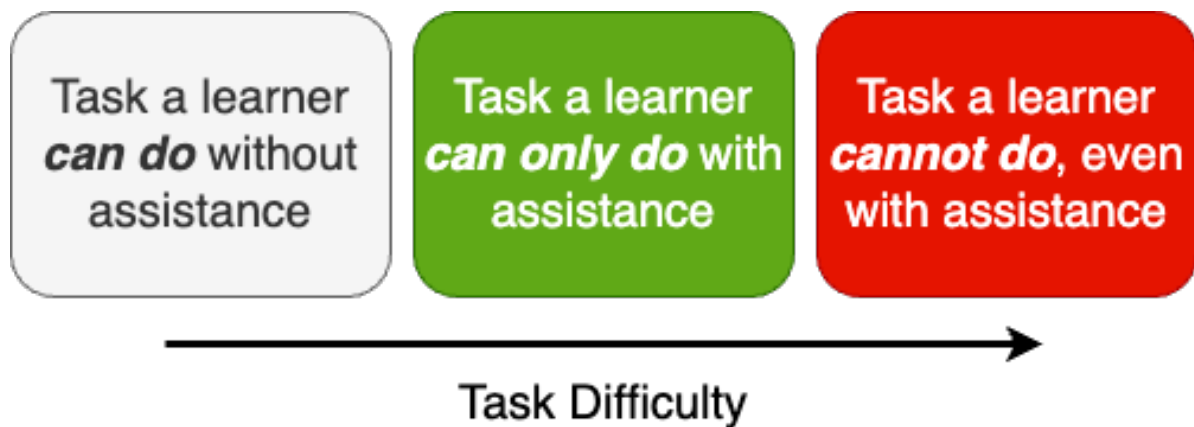 Task a learner
can do without
assistance
Task a learner
can only do with
assistance
Task a learner
cannot do, even
with assistance
Task Difficulty